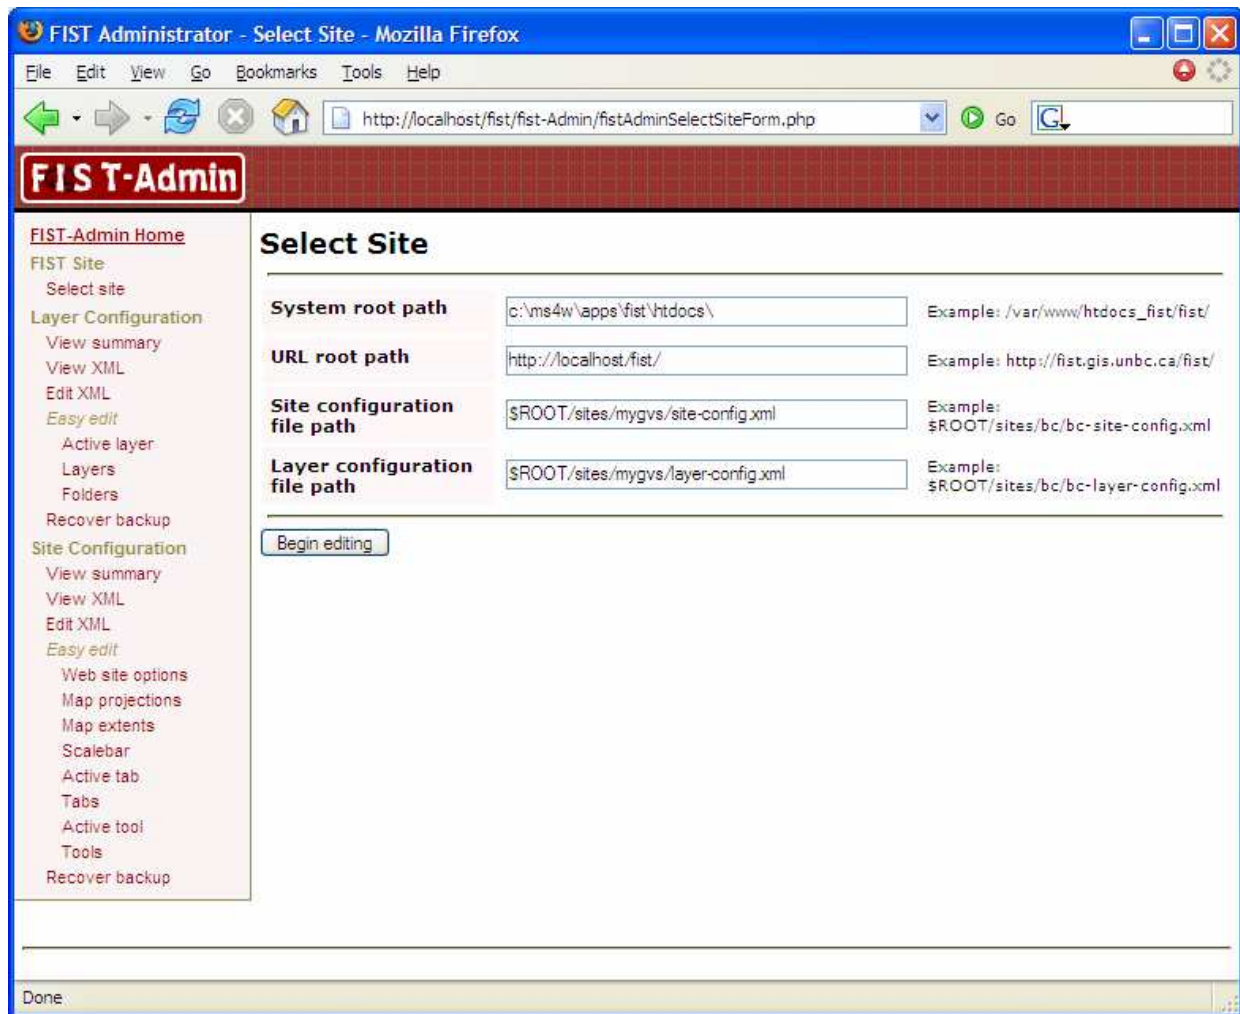 FIST Administrator - Select Site - Mozilla Firefox
File Edit View Go Bookmarks Tools Help
http://localhost/fist/fist-Admin/fistAdminSelectSiteForm.php Go G
FIST-Admin
FIST-Admin Home
FIST Site
Select site
Layer Configuration
View summary
View XML
Edit XML
Easy edit
Active layer
Layers
Folders
Recover backup
Site Configuration
View summary
View XML
Edit XML
Easy edit
Web site options
Map projections
Map extents
Scalebar
Active tab
Tabs
Active tool
Tools
Recover backup
Select Site
System root path c:\ms4w\apps\fist\htdocs\ Example: /var/www/htdocs_fist/fist/
URL root path http://localhost/fist/ Example: http://fist.gis.unbc.ca/fist/
Site configuration
file path
$ROOT/sites/mygvs/site-config.xml
Example:
$ROOT/sites/bc/bc-site-config.xml
Layer configuration
file path
$ROOT/sites/mygvs/layer-config.xml
Example:
$ROOT/sites/bc/bc-layer-config.xml
Begin editing
Done